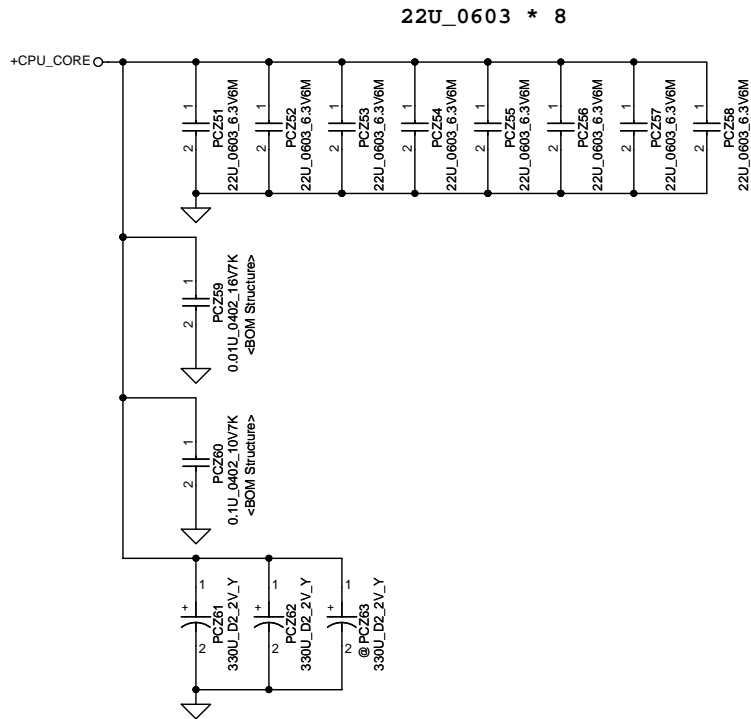 22U_0603 * 8
+CPU_CORE
1
2
PCZ51
22U_0603_6.3V6M
1
2
PCZ52
22U_0603_6.3V6M
1
2
PCZ53
22U_0603_6.3V6M
1
2
PCZ54
22U_0603_6.3V6M
1
2
PCZ55
22U_0603_6.3V6M
1
2
PCZ56
22U_0603_6.3V6M
1
2
PCZ57
22U_0603_6.3V6M
1
2
PCZ58
22U_0603_6.3V6M
1
2
PCZ59
0.01U_0402_16V7K
<BOM Structure>
1
2
PCZ60
0.1U_0402_10V7K
<BOM Structure>
+
1
2
PCZ61
330U_D2_2V_Y
+
1
2
PCZ62
330U_D2_2V_Y
+
1
2
@ PCZ63
330U_D2_2V_Y